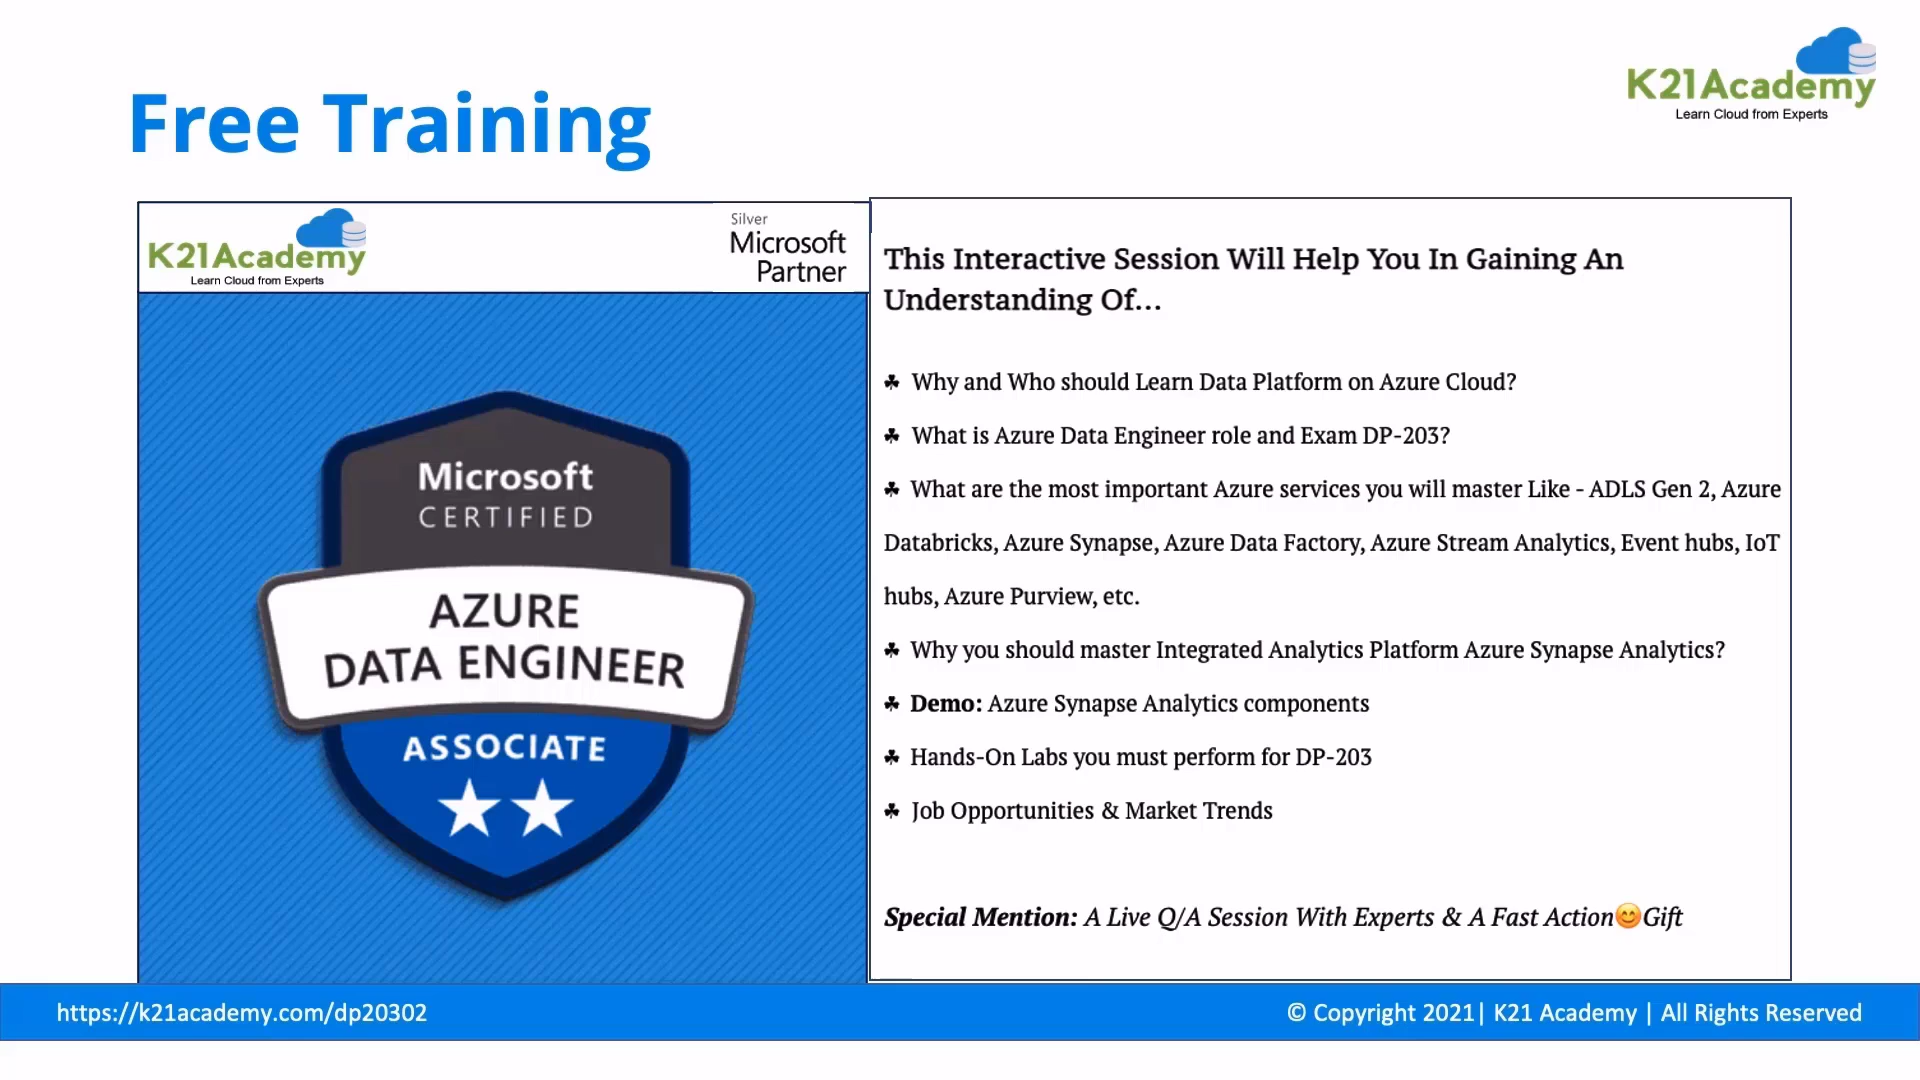 K21Academy
Learn Cloud from Experts
Free Training
K21Academy
Learn Cloud from Experts
Silver
Microsoft
Partner
Microsoft
CERTIFIED
AZURE
DATA ENGINEER
ASSOCIATE
This Interactive Session Will Help You In Gaining An
Understanding Of...
☘ Why and Who should Learn Data Platform on Azure Cloud?
☘ What is Azure Data Engineer role and Exam DP-203?
☘ What are the most important Azure services you will master Like - ADLS Gen 2, Azure
Databricks, Azure Synapse, Azure Data Factory, Azure Stream Analytics, Event hubs, IoT
hubs, Azure Purview, etc.
☘ Why you should master Integrated Analytics Platform Azure Synapse Analytics?
☘ Demo: Azure Synapse Analytics components
☘ Hands-On Labs you must perform for DP-203
☘ Job Opportunities & Market Trends
Special Mention: A Live Q/A Session With Experts & A Fast Action😊Gift
https://k21academy.com/dp20302
© Copyright 2021| K21 Academy | All Rights Reserved